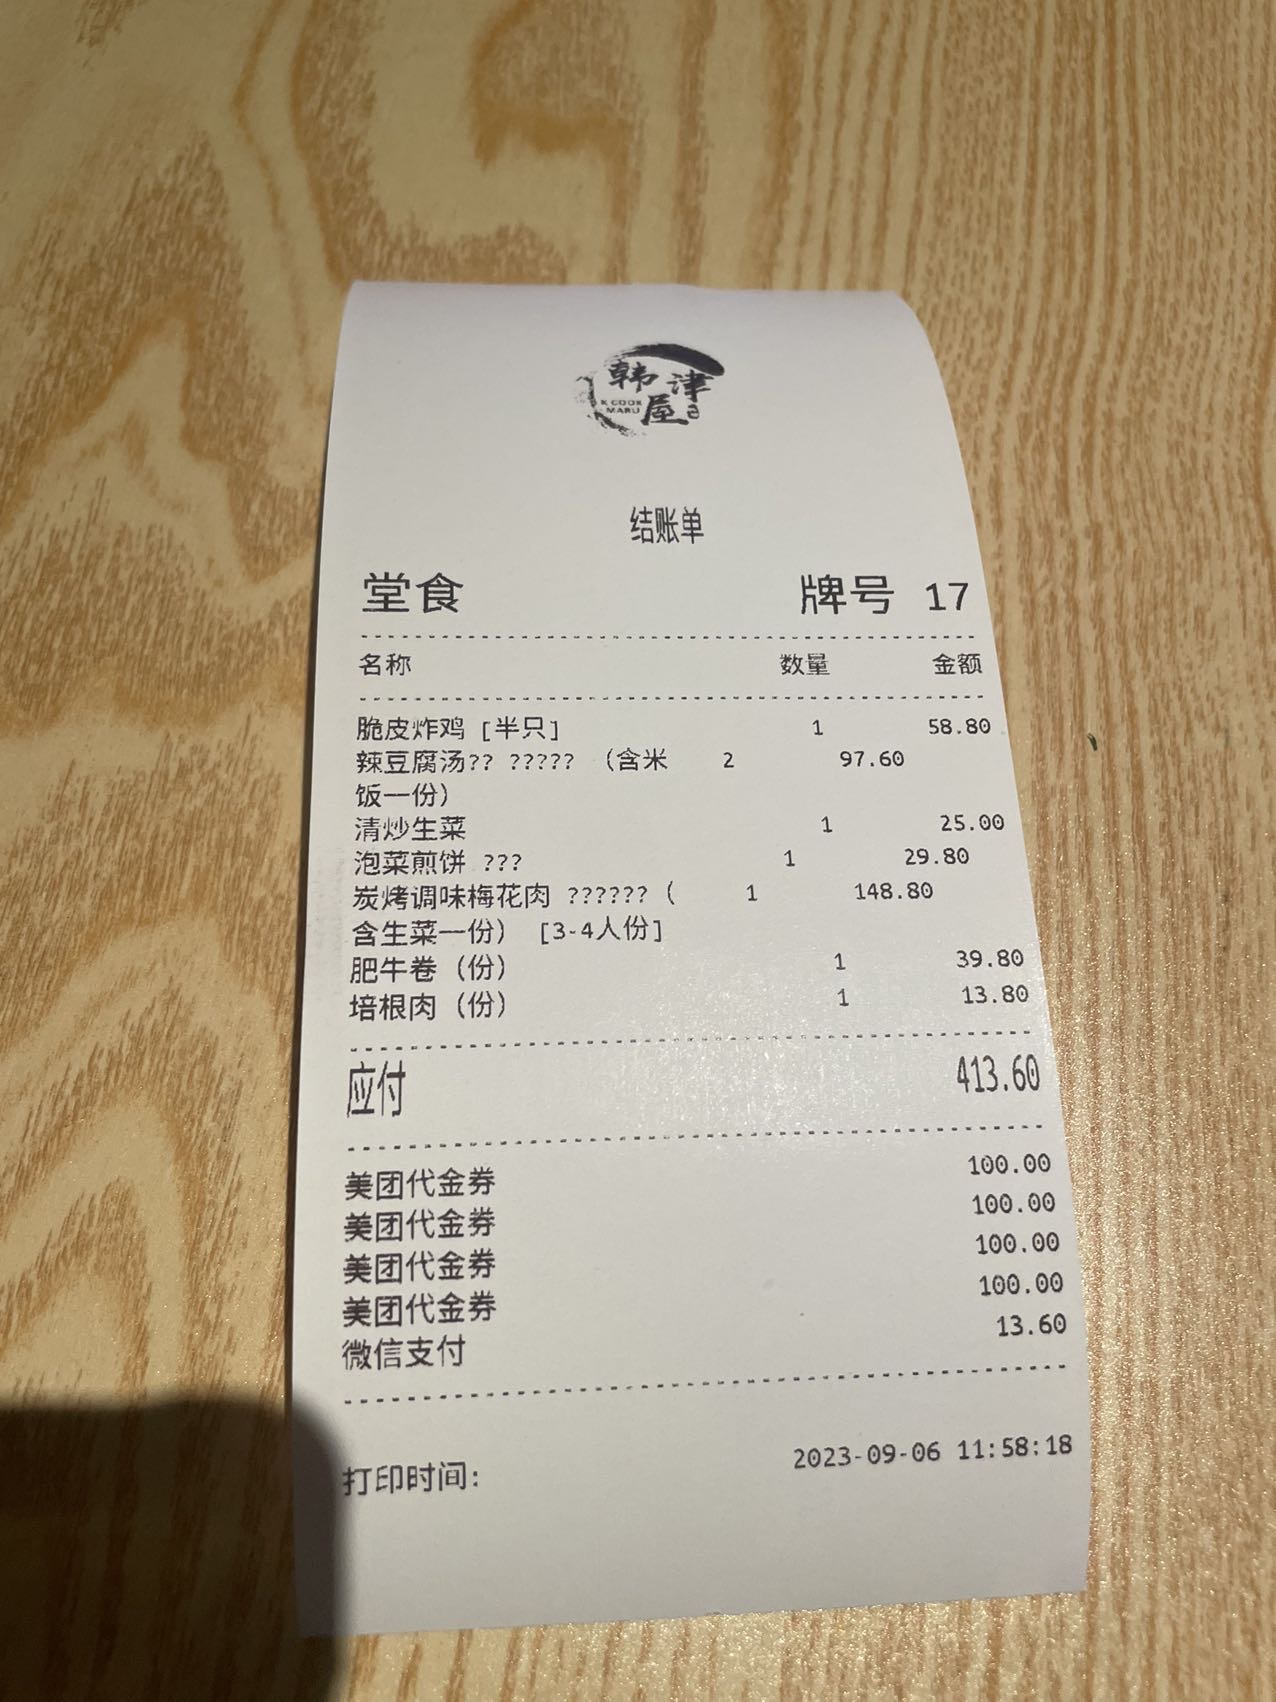 韩津
K COOK
MARU 屋
结账单
堂食 牌号 17
名称 数量 金额
脆皮炸鸡 [半只] 1 58.80
辣豆腐汤?? ????? （含米 2 97.60
饭一份）
清炒生菜 1 25.00
泡菜煎饼 ??? 1 29.80
炭烤调味梅花肉 ?????? （ 1 148.80
含生菜一份） [3-4人份]
肥牛卷（份） 1 39.80
培根肉（份） 1 13.80
应付 413.60
美团代金券 100.00
美团代金券 100.00
美团代金券 100.00
美团代金券 100.00
微信支付 13.60
打印时间: 2023-09-06 11:58:18